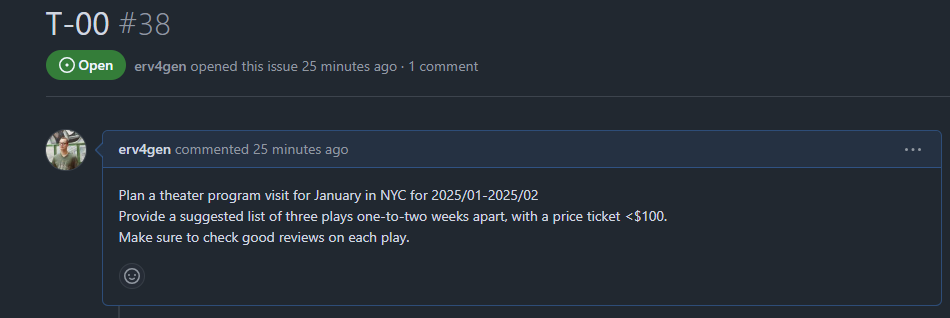 T-00 #38
Open erv4gen opened this issue 25 minutes ago · 1 comment
erv4gen commented 25 minutes ago
Plan a theater program visit for January in NYC for 2025/01-2025/02
Provide a suggested list of three plays one-to-two weeks apart, with a price ticket <$100.
Make sure to check good reviews on each play.